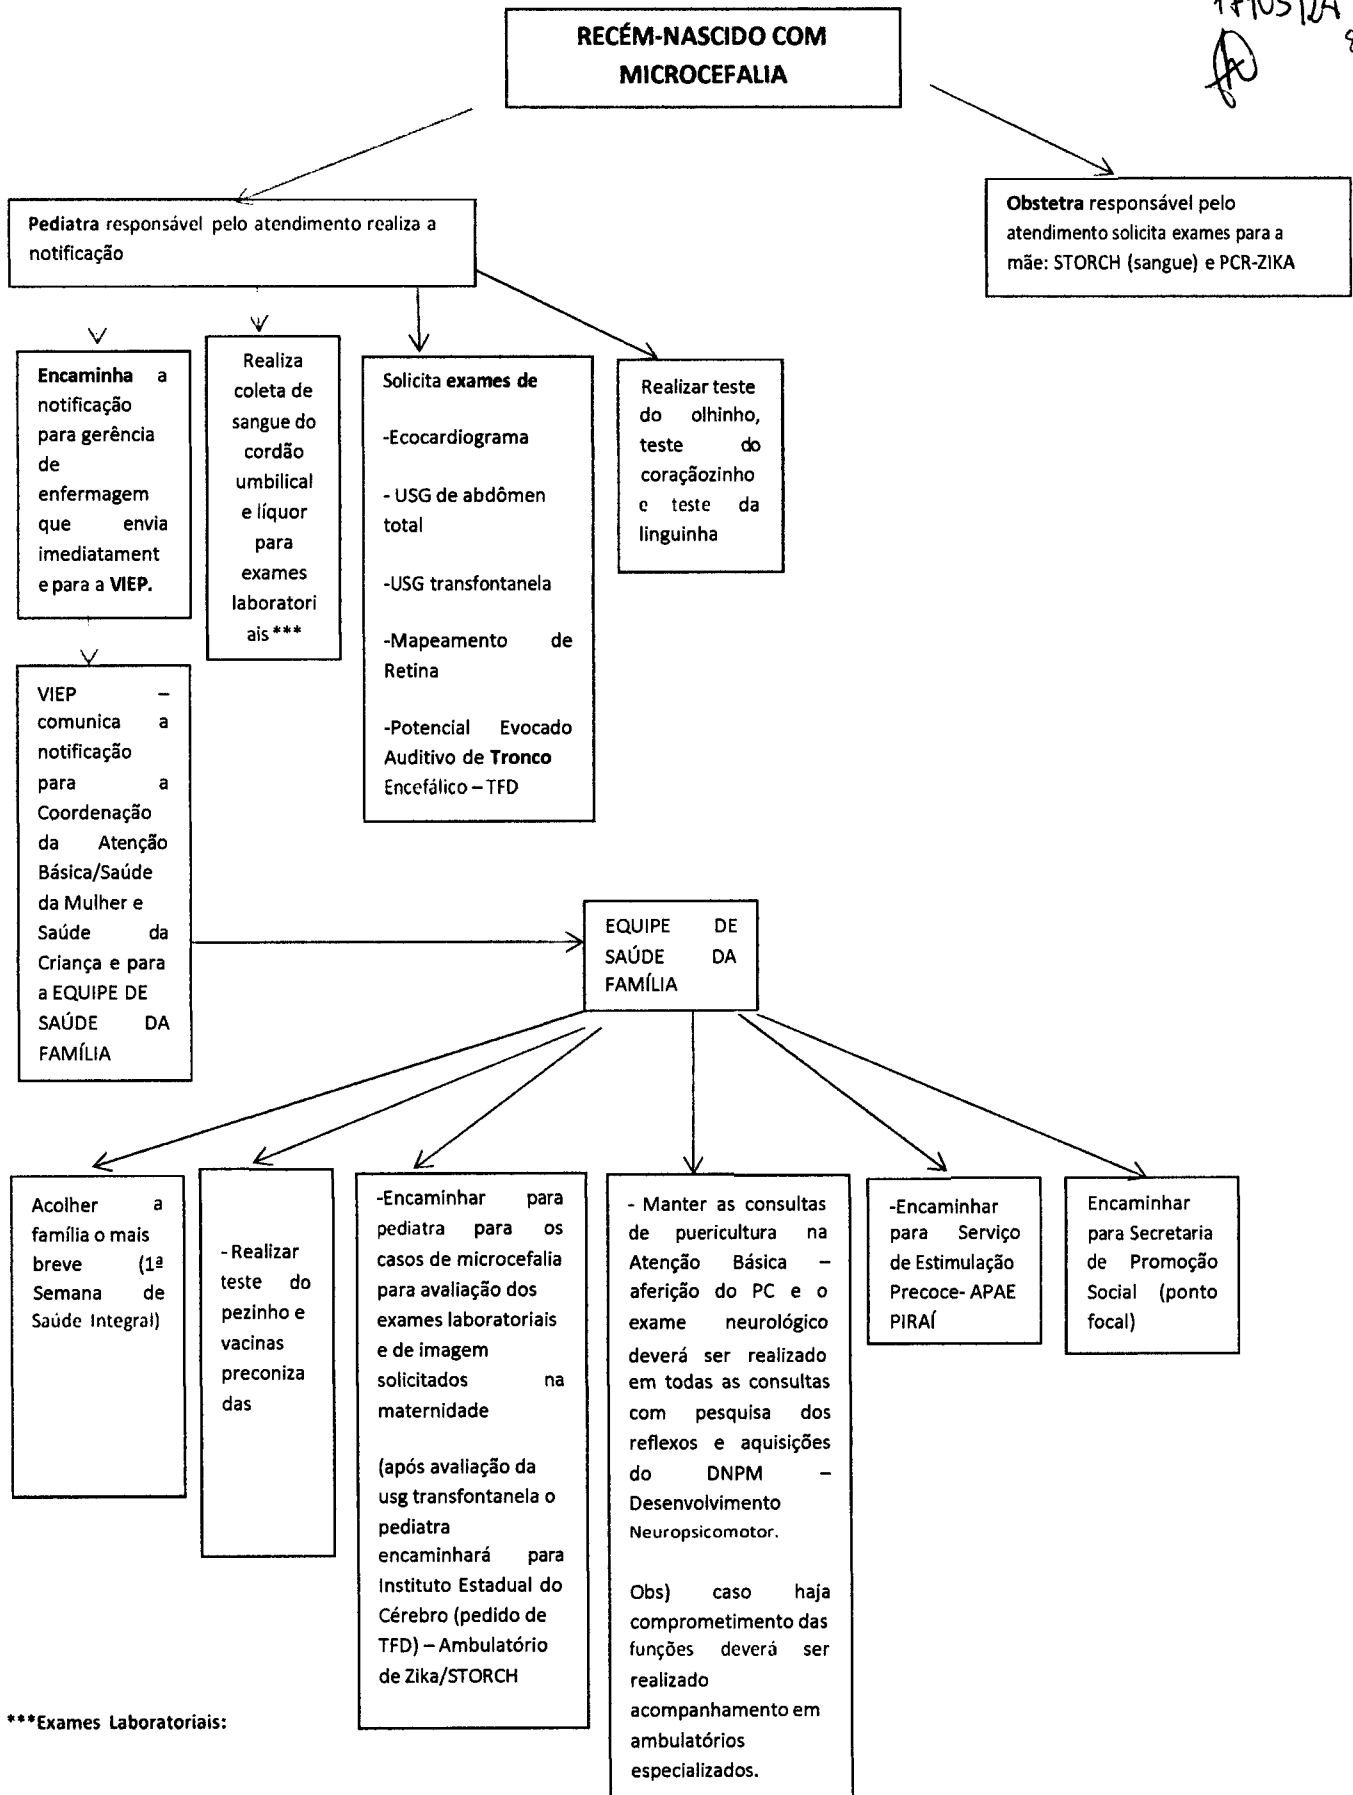 RECÉM-NASCIDO COM
MICROCEFALIA
Pediatra responsável pelo atendimento realiza a
notificação
Obstetra responsável pelo
atendimento solicita exames para a
mãe: STORCH (sangue) e PCR-ZIKA
Encaminha a
notificação
para gerência
de
enfermagem
que envia
imediatament
e para a VIEP.
Realiza
coleta de
sangue do
cordão
umbilical
e líquor
para
exames
laboratori
ais ***
Solicita exames de
-Ecocardiograma
- USG de abdômen
total
-USG transfontanela
-Mapeamento de
Retina
-Potencial Evocado
Auditivo de Tronco
Encefálico – TFD
Realizar teste
do olhinho,
teste do
coraçãozinho
e teste da
linguinha
VIEP –
comunica a
notificação
para a
Coordenação
da Atenção
Básica/Saúde
da Mulher e
Saúde da
Criança e para
a EQUIPE DE
SAÚDE DA
FAMÍLIA
EQUIPE DE
SAÚDE DA
FAMÍLIA
Acolher a
família o mais
breve (1ª
Semana de
Saúde Integral)
- Realizar
teste do
pezinho e
vacinas
preconiza
das
-Encaminhar para
pediatra para os
casos de microcefalia
para avaliação dos
exames laboratoriais
e de imagem
solicitados na
maternidade
(após avaliação da
usg transfontanela o
pediatra
encaminhará para
Instituto Estadual do
Cérebro (pedido de
TFD) – Ambulatório
de Zika/STORCH
- Manter as consultas
de puericultura na
Atenção Básica –
aferição do PC e o
exame neurológico
deverá ser realizado
em todas as consultas
com pesquisa dos
reflexos e aquisições
do DNPM –
Desenvolvimento
Neuropsicomotor.
Obs) caso haja
comprometimento das
funções deverá ser
realizado
acompanhamento em
ambulatórios
especializados.
-Encaminhar
para Serviço
de Estimulação
Precoce- APAE
PIRAÍ
Encaminhar
para Secretaria
de Promoção
Social (ponto
focal)
***Exames Laboratoriais: